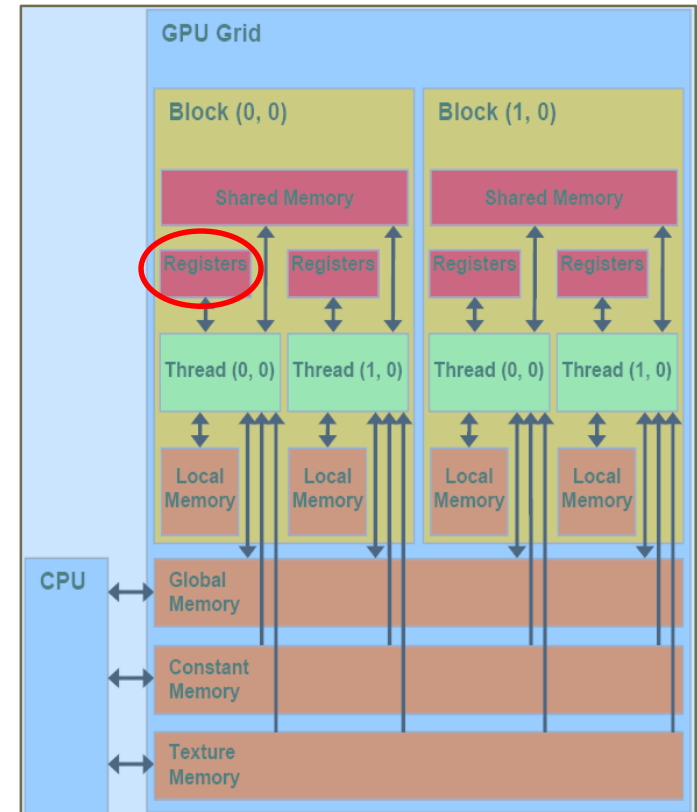 GPU Grid
Block (0, 0)
Block (1, 0)
Shared Memory
Shared Memory
Registers
Registers
Registers
Registers
Thread (0, 0)
Thread (1, 0)
Thread (0, 0)
Thread (1, 0)
Local
Memory
Local
Memory
Local
Memory
Local
Memory
CPU
Global
Memory
Constant
Memory
Texture
Memory